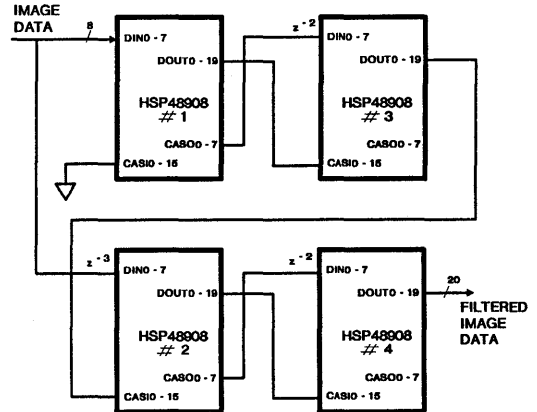 IMAGE
DATA
8
DIN0 - 7
DOUT0 - 19
HSP48908
# 1
CASO0 - 7
CASI0 - 15
z -2
DIN0 - 7
DOUT0 - 19
HSP48908
# 3
CASO0 - 7
CASI0 - 15
z -3
DIN0 - 7
DOUT0 - 19
HSP48908
# 2
CASO0 - 7
CASI0 - 15
z -2
DIN0 - 7
DOUT0 - 19
HSP48908
# 4
CASO0 - 7
CASI0 - 15
20
FILTERED
IMAGE
DATA